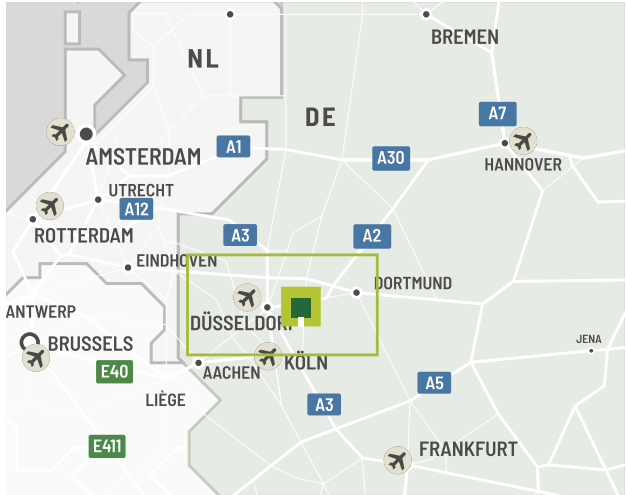 NL
BREMEN
DE
A7
A1
AMSTERDAM
A30
HANNOVER
UTRECHT
A12
ROTTERDAM
A3
A2
EINDHOVEN
DORTMUND
ANTWERP
DÜSSELDORF
BRUSSELS
JENA
KÖLN
AACHEN
E40
A5
LIÈGE
A3
E411
FRANKFURT